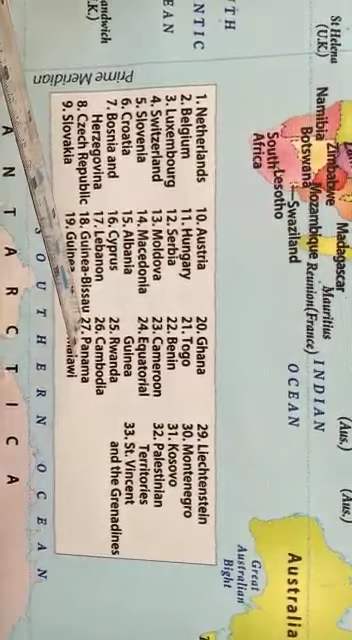 St Helena
(U.K.)
TH
NTIC
EAN
andwich
.K.)
Prime Meridian
Namibia
Zimbabwe
Botswana
Mozambique
Madagascar
Mauritius
Reunion(France)
South
Africa
Lesotho
Swaziland
INDIAN
OCEAN
(Aus.)
(Aus.)
1. Netherlands
2. Belgium
3. Luxembourg
4. Switzerland
5. Slovenia
6. Croatia
7. Bosnia and
Herzegovina
8. Czech Republic
9. Slovakia
10. Austria
11. Hungary
12. Serbia
13. Moldova
14. Macedonia
15. Albania
16. Cyprus
17. Lebanon
18. Guinea-Bissau
19. Guinea
20. Ghana
21. Togo
22. Benin
23. Cameroon
24. Equatorial
Guinea
25. Rwanda
26. Cambodia
27. Panama
alawi
29. Liechtenstein
30. Montenegro
31. Kosovo
32. Palestinian
Territories
33. St. Vincent
and the Grenadines
Great
Australian
Bight
Australia
SOUTHERN OCEAN
ANTARCTICA